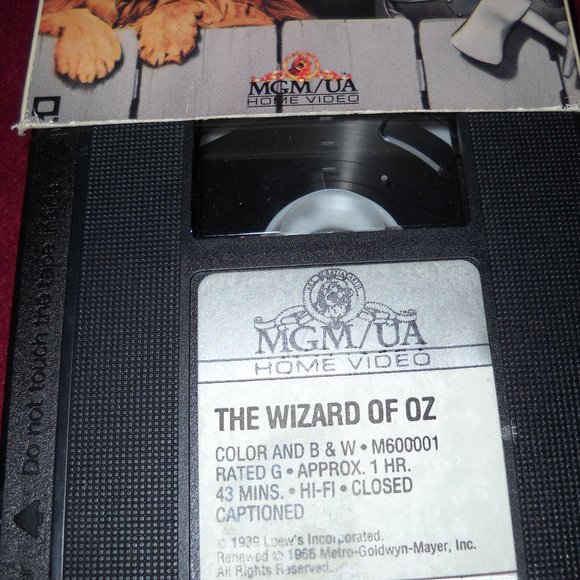 MGM/UA
HOME VIDEO
Do not touch the tape inside
MGM/UA
HOME VIDEO
THE WIZARD OF OZ
COLOR AND B & W • M600001
RATED G • APPROX. 1 HR.
43 MINS. • HI-FI • CLOSED
CAPTIONED
© 1939 Loew's Incorporated.
Renewed © 1966 Metro-Goldwyn-Mayer, Inc.
All Rights Reserved.